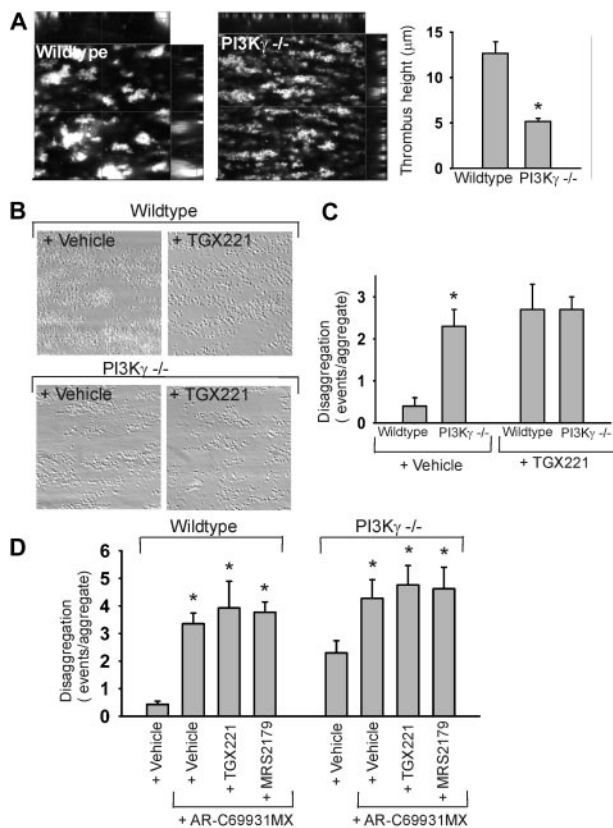 A
Wildtype
PI3Kγ -/-
Thrombus height (μm)
15
10
5
0
*
Wildtype PI3Kγ -/-
B
Wildtype
+ Vehicle
+ TGX221
PI3Kγ -/-
+ Vehicle
+ TGX221
C
Disaggregation
( events/aggregate)
3
2
1
0
*
Wildtype PI3Kγ -/- Wildtype PI3Kγ -/-
+ Vehicle
+ TGX221
D
Wildtype
PI3Kγ -/-
Disaggregation
( events/aggregate)
6
5
4
3
2
1
0
* * * * * *
+ Vehicle
+ Vehicle
+ TGX221
+ MRS2179
+ Vehicle
+ Vehicle
+ TGX221
+ MRS2179
+ AR-C69931MX
+ AR-C69931MX